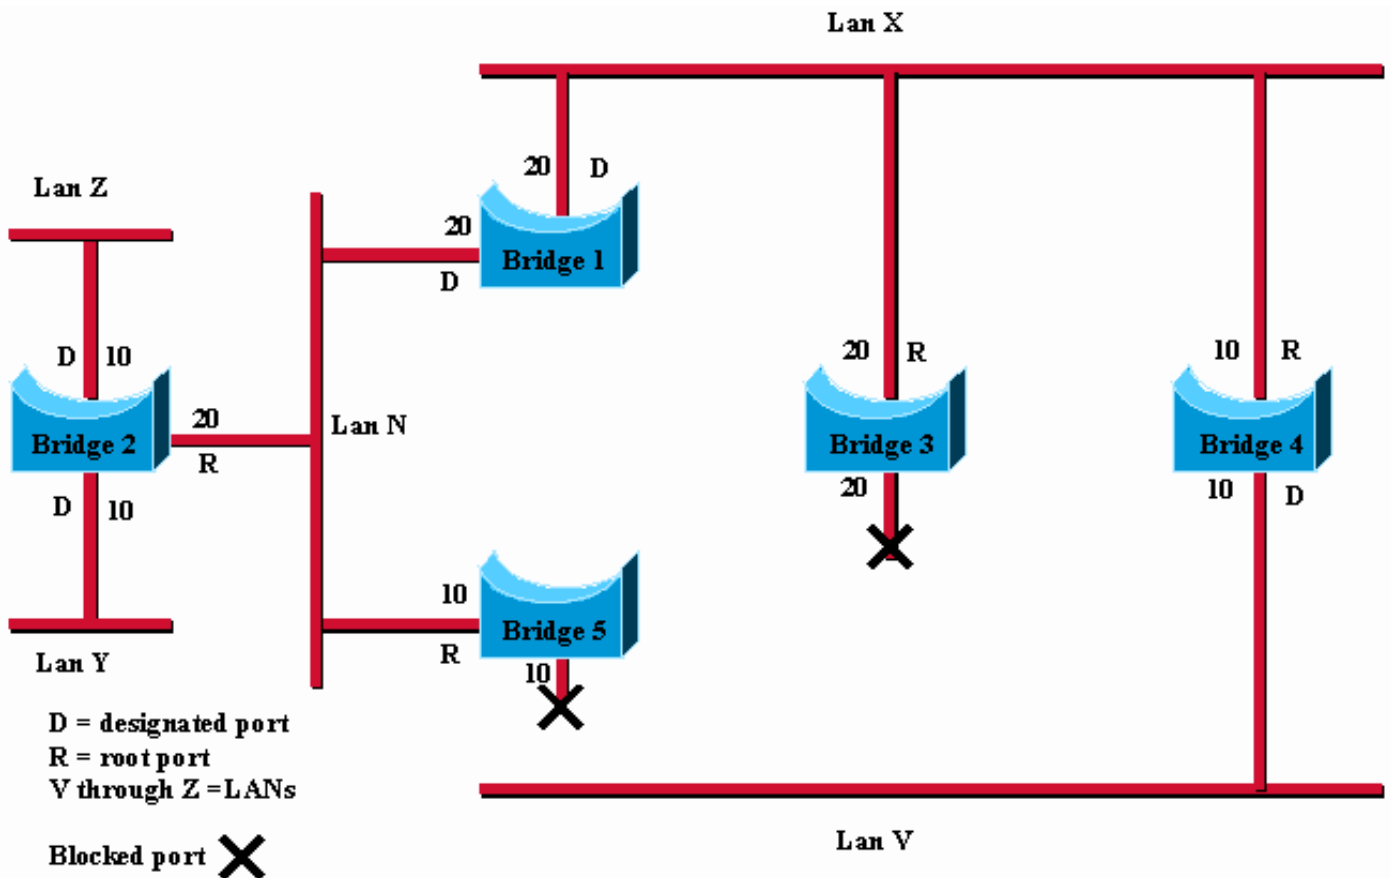 Lan X
20 D
Lan Z
20
Bridge 1
D
D 10
20 R
10 R
20
Lan N
Bridge 2
Bridge 3
Bridge 4
R
D 10
20
10 D
10
Bridge 5
R
10
Lan Y
D = designated port
R = root port
V through Z =LANs
Lan V
Blocked port